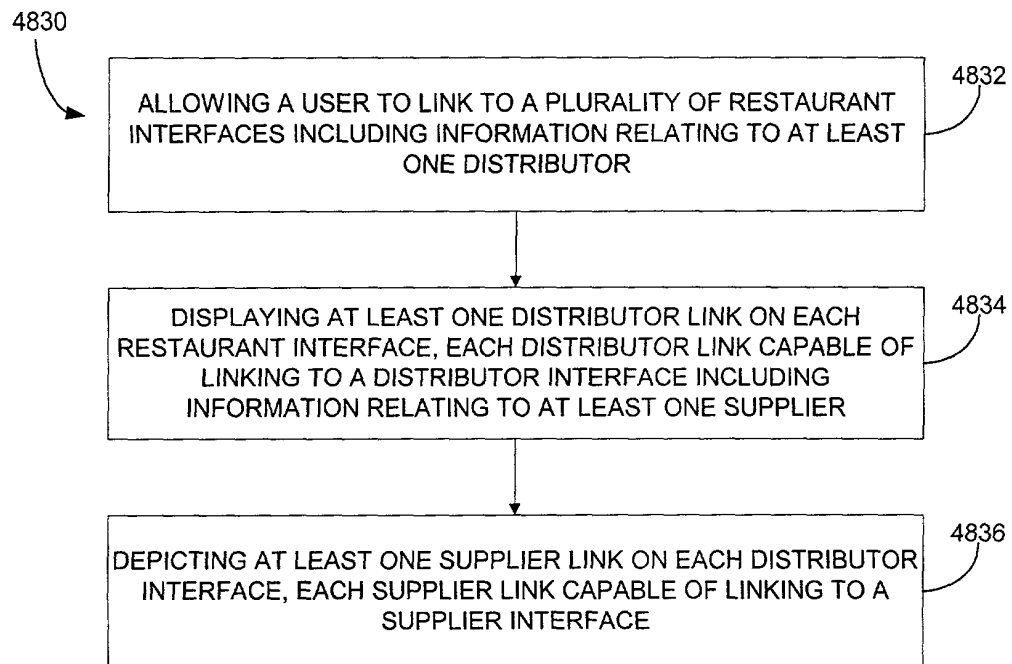 4830
4832
ALLOWING A USER TO LINK TO A PLURALITY OF RESTAURANT
INTERFACES INCLUDING INFORMATION RELATING TO AT LEAST
ONE DISTRIBUTOR
4834
DISPLAYING AT LEAST ONE DISTRIBUTOR LINK ON EACH
RESTAURANT INTERFACE, EACH DISTRIBUTOR LINK CAPABLE OF
LINKING TO A DISTRIBUTOR INTERFACE INCLUDING
INFORMATION RELATING TO AT LEAST ONE SUPPLIER
4836
DEPICTING AT LEAST ONE SUPPLIER LINK ON EACH DISTRIBUTOR
INTERFACE, EACH SUPPLIER LINK CAPABLE OF LINKING TO A
SUPPLIER INTERFACE